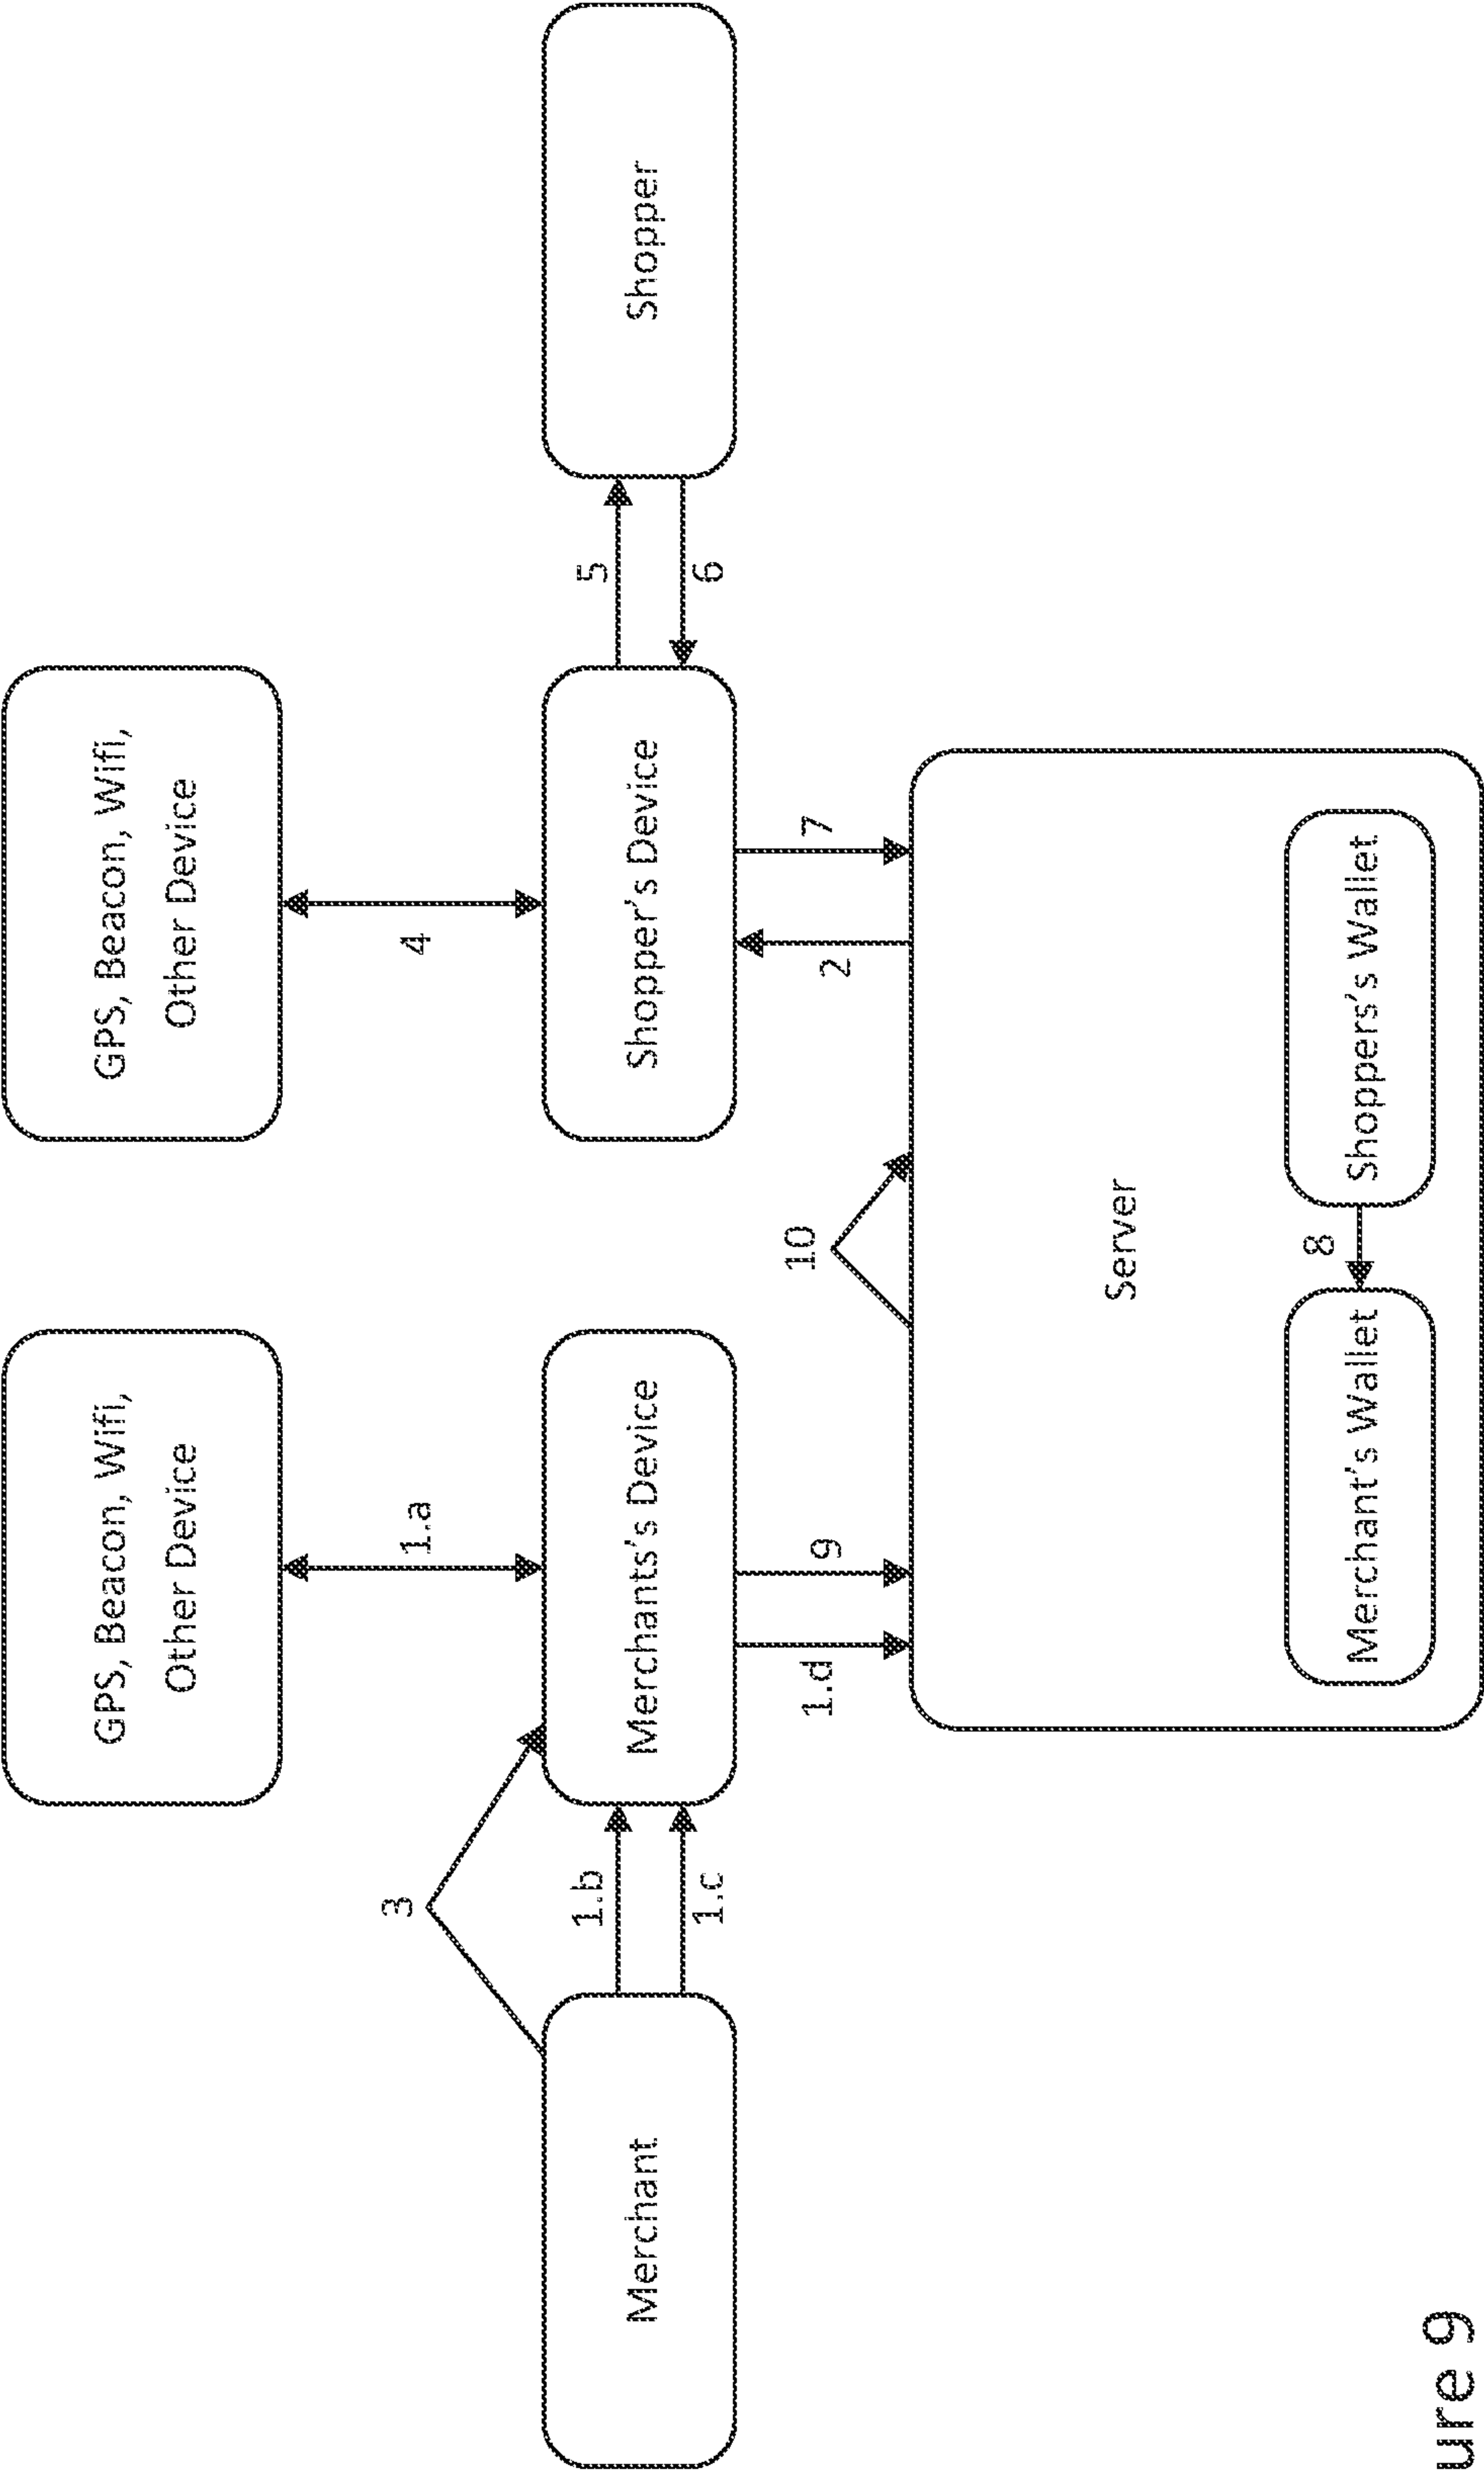 GPS, Beacon, Wifi,
Other Device
GPS, Beacon, Wifi,
Other Device
3
1.a
4
Merchant
1.b
1.c
Merchants's Device
Shopper's Device
5
6
Shopper
1.d
9
10
2
7
Server
Merchant's Wallet
8
Shoppers's Wallet
ure 9